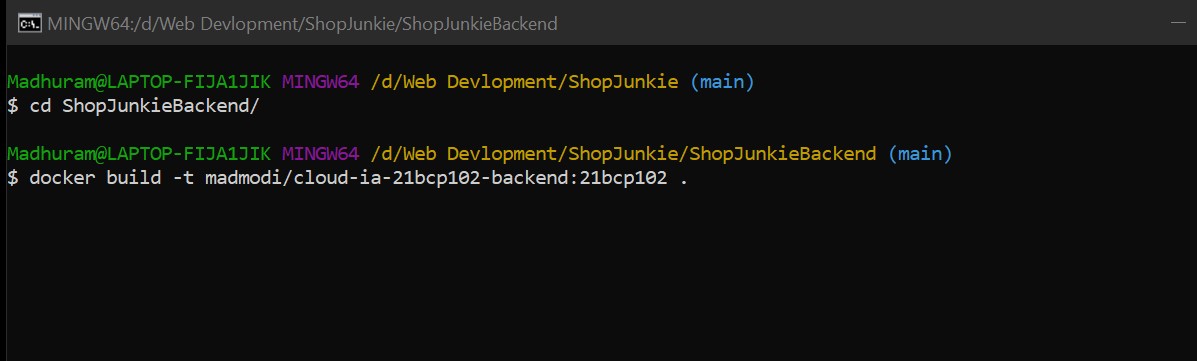 MINGW64:/d/Web Devlopment/ShopJunkie/ShopJunkieBackend
Madhuram@LAPTOP-FIJA1JIK MINGW64 /d/Web Devlopment/ShopJunkie (main)
$ cd ShopJunkieBackend/
Madhuram@LAPTOP-FIJA1JIK MINGW64 /d/Web Devlopment/ShopJunkie/ShopJunkieBackend (main)
$ docker build -t madmodi/cloud-ia-21bcp102-backend:21bcp102 .